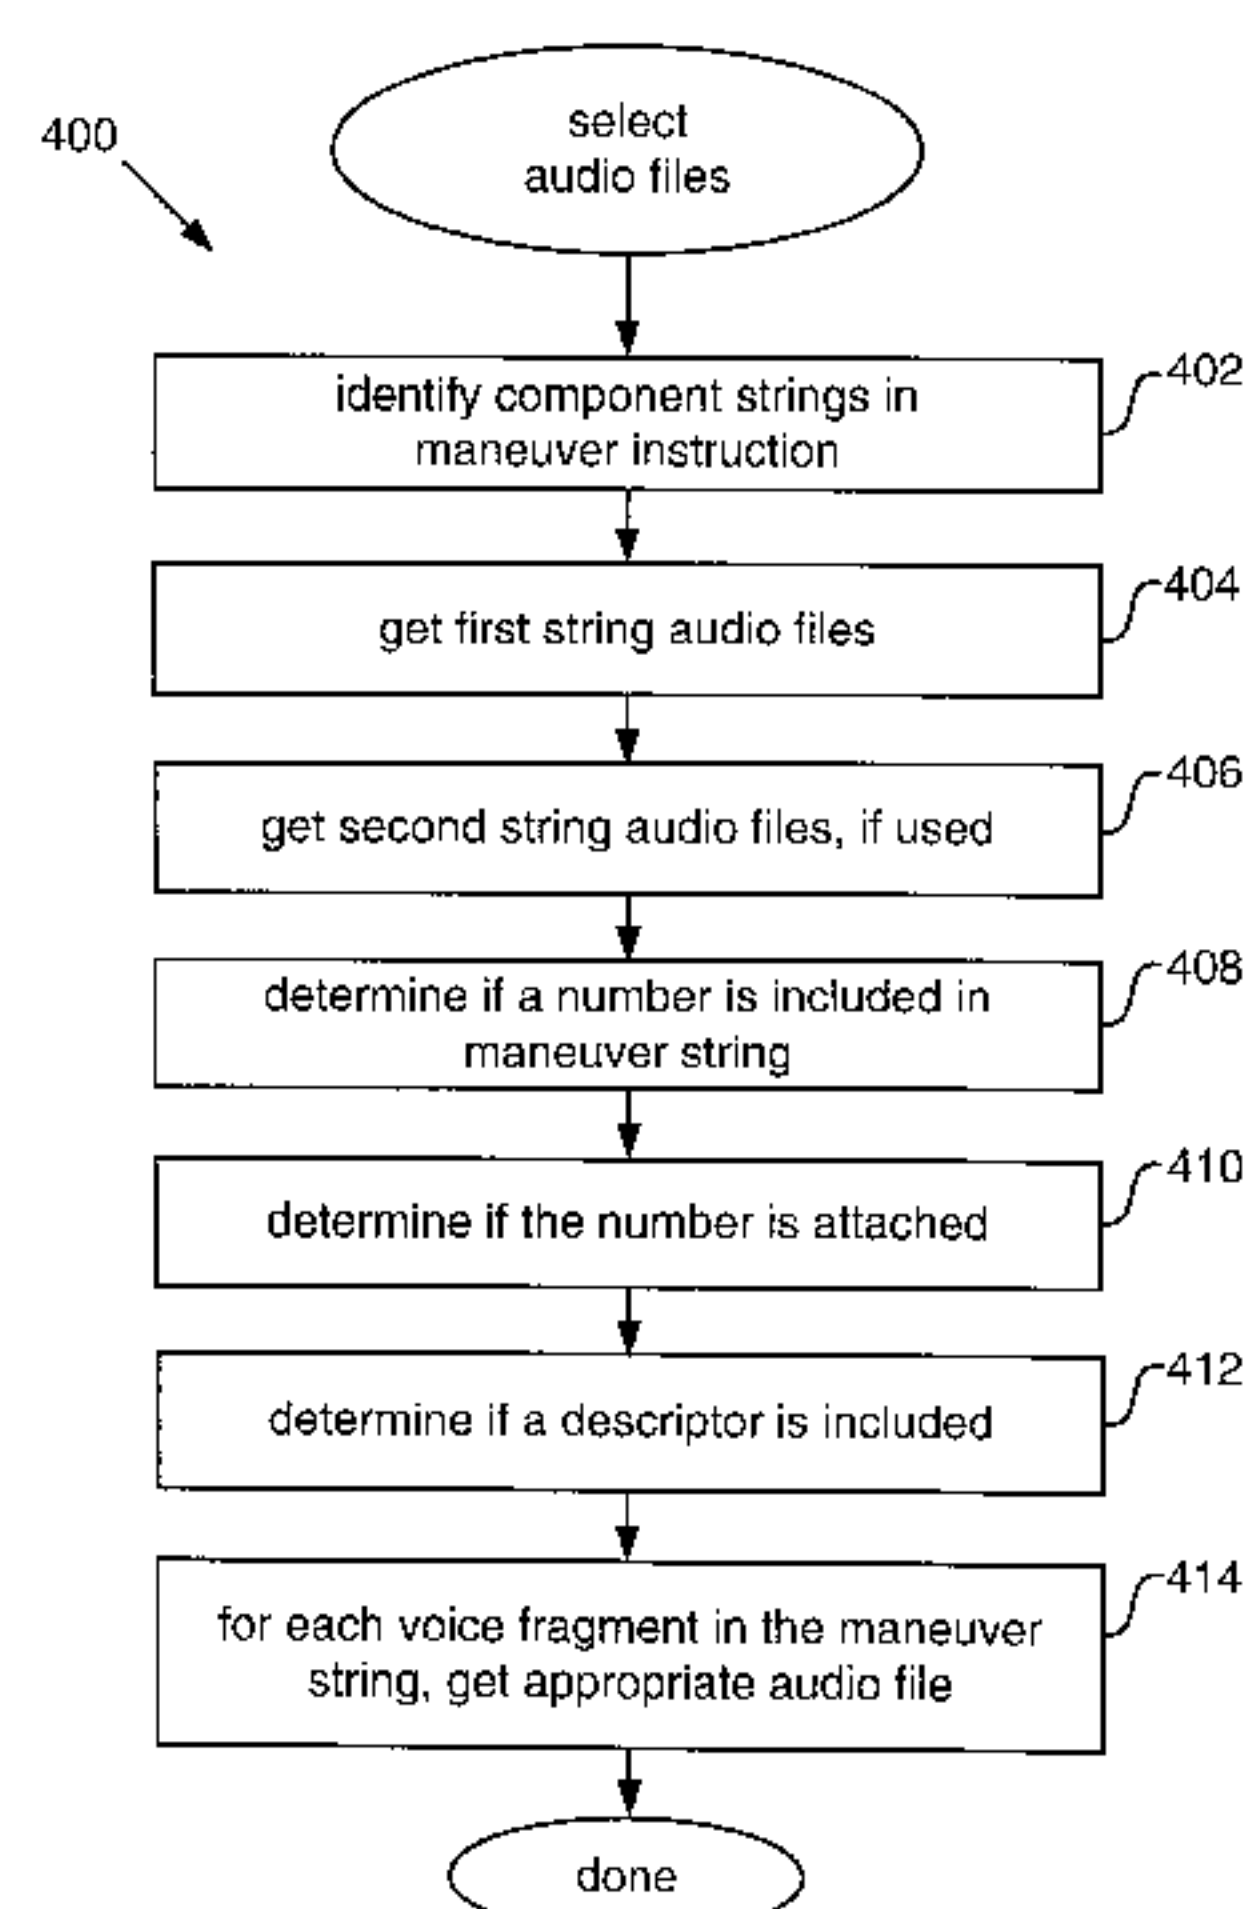 select
audio files
400
identify component strings in
maneuver instruction
402
get first string audio files
404
get second string audio files, if used
406
determine if a number is included in
maneuver string
408
determine if the number is attached
410
determine if a descriptor is included
412
for each voice fragment in the maneuver
string, get appropriate audio file
414
done